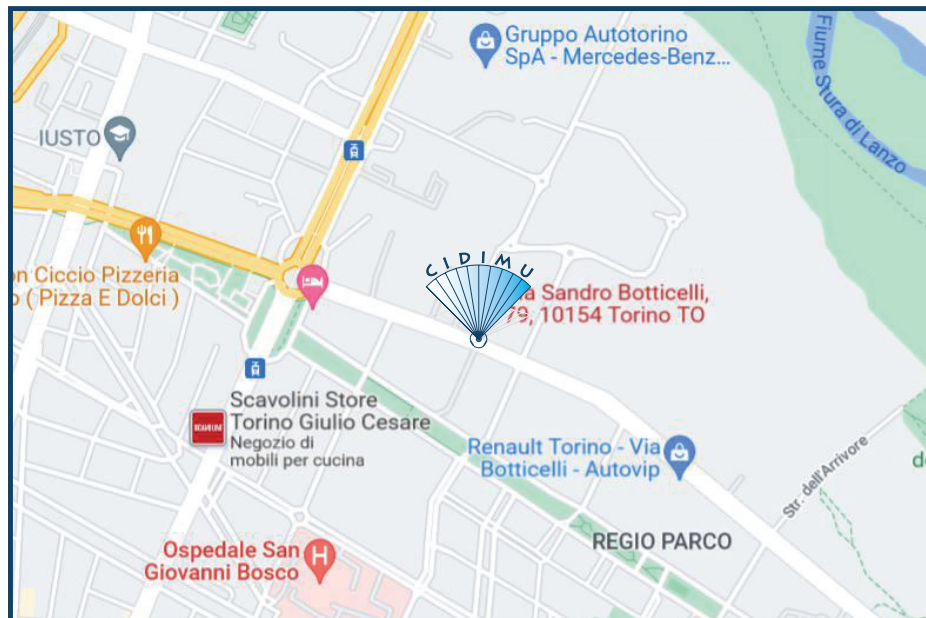 Gruppo Autotorino
SpA - Mercedes-Benz...
Fiume Stura di Lanzo
IUSTO
on Ciccio Pizzeria
o ( Pizza E Dolci )
CIDIMU
Sandro Botticelli,
79, 10154 Torino TO
Scavolini Store
Torino Giulio Cesare
Negozio di
mobili per cucina
SCAVOLINI
Renault Torino - Via
Botticelli - Autovip
Str. dell'Arrivore
REGIO PARCO
Ospedale San
Giovanni Bosco
H